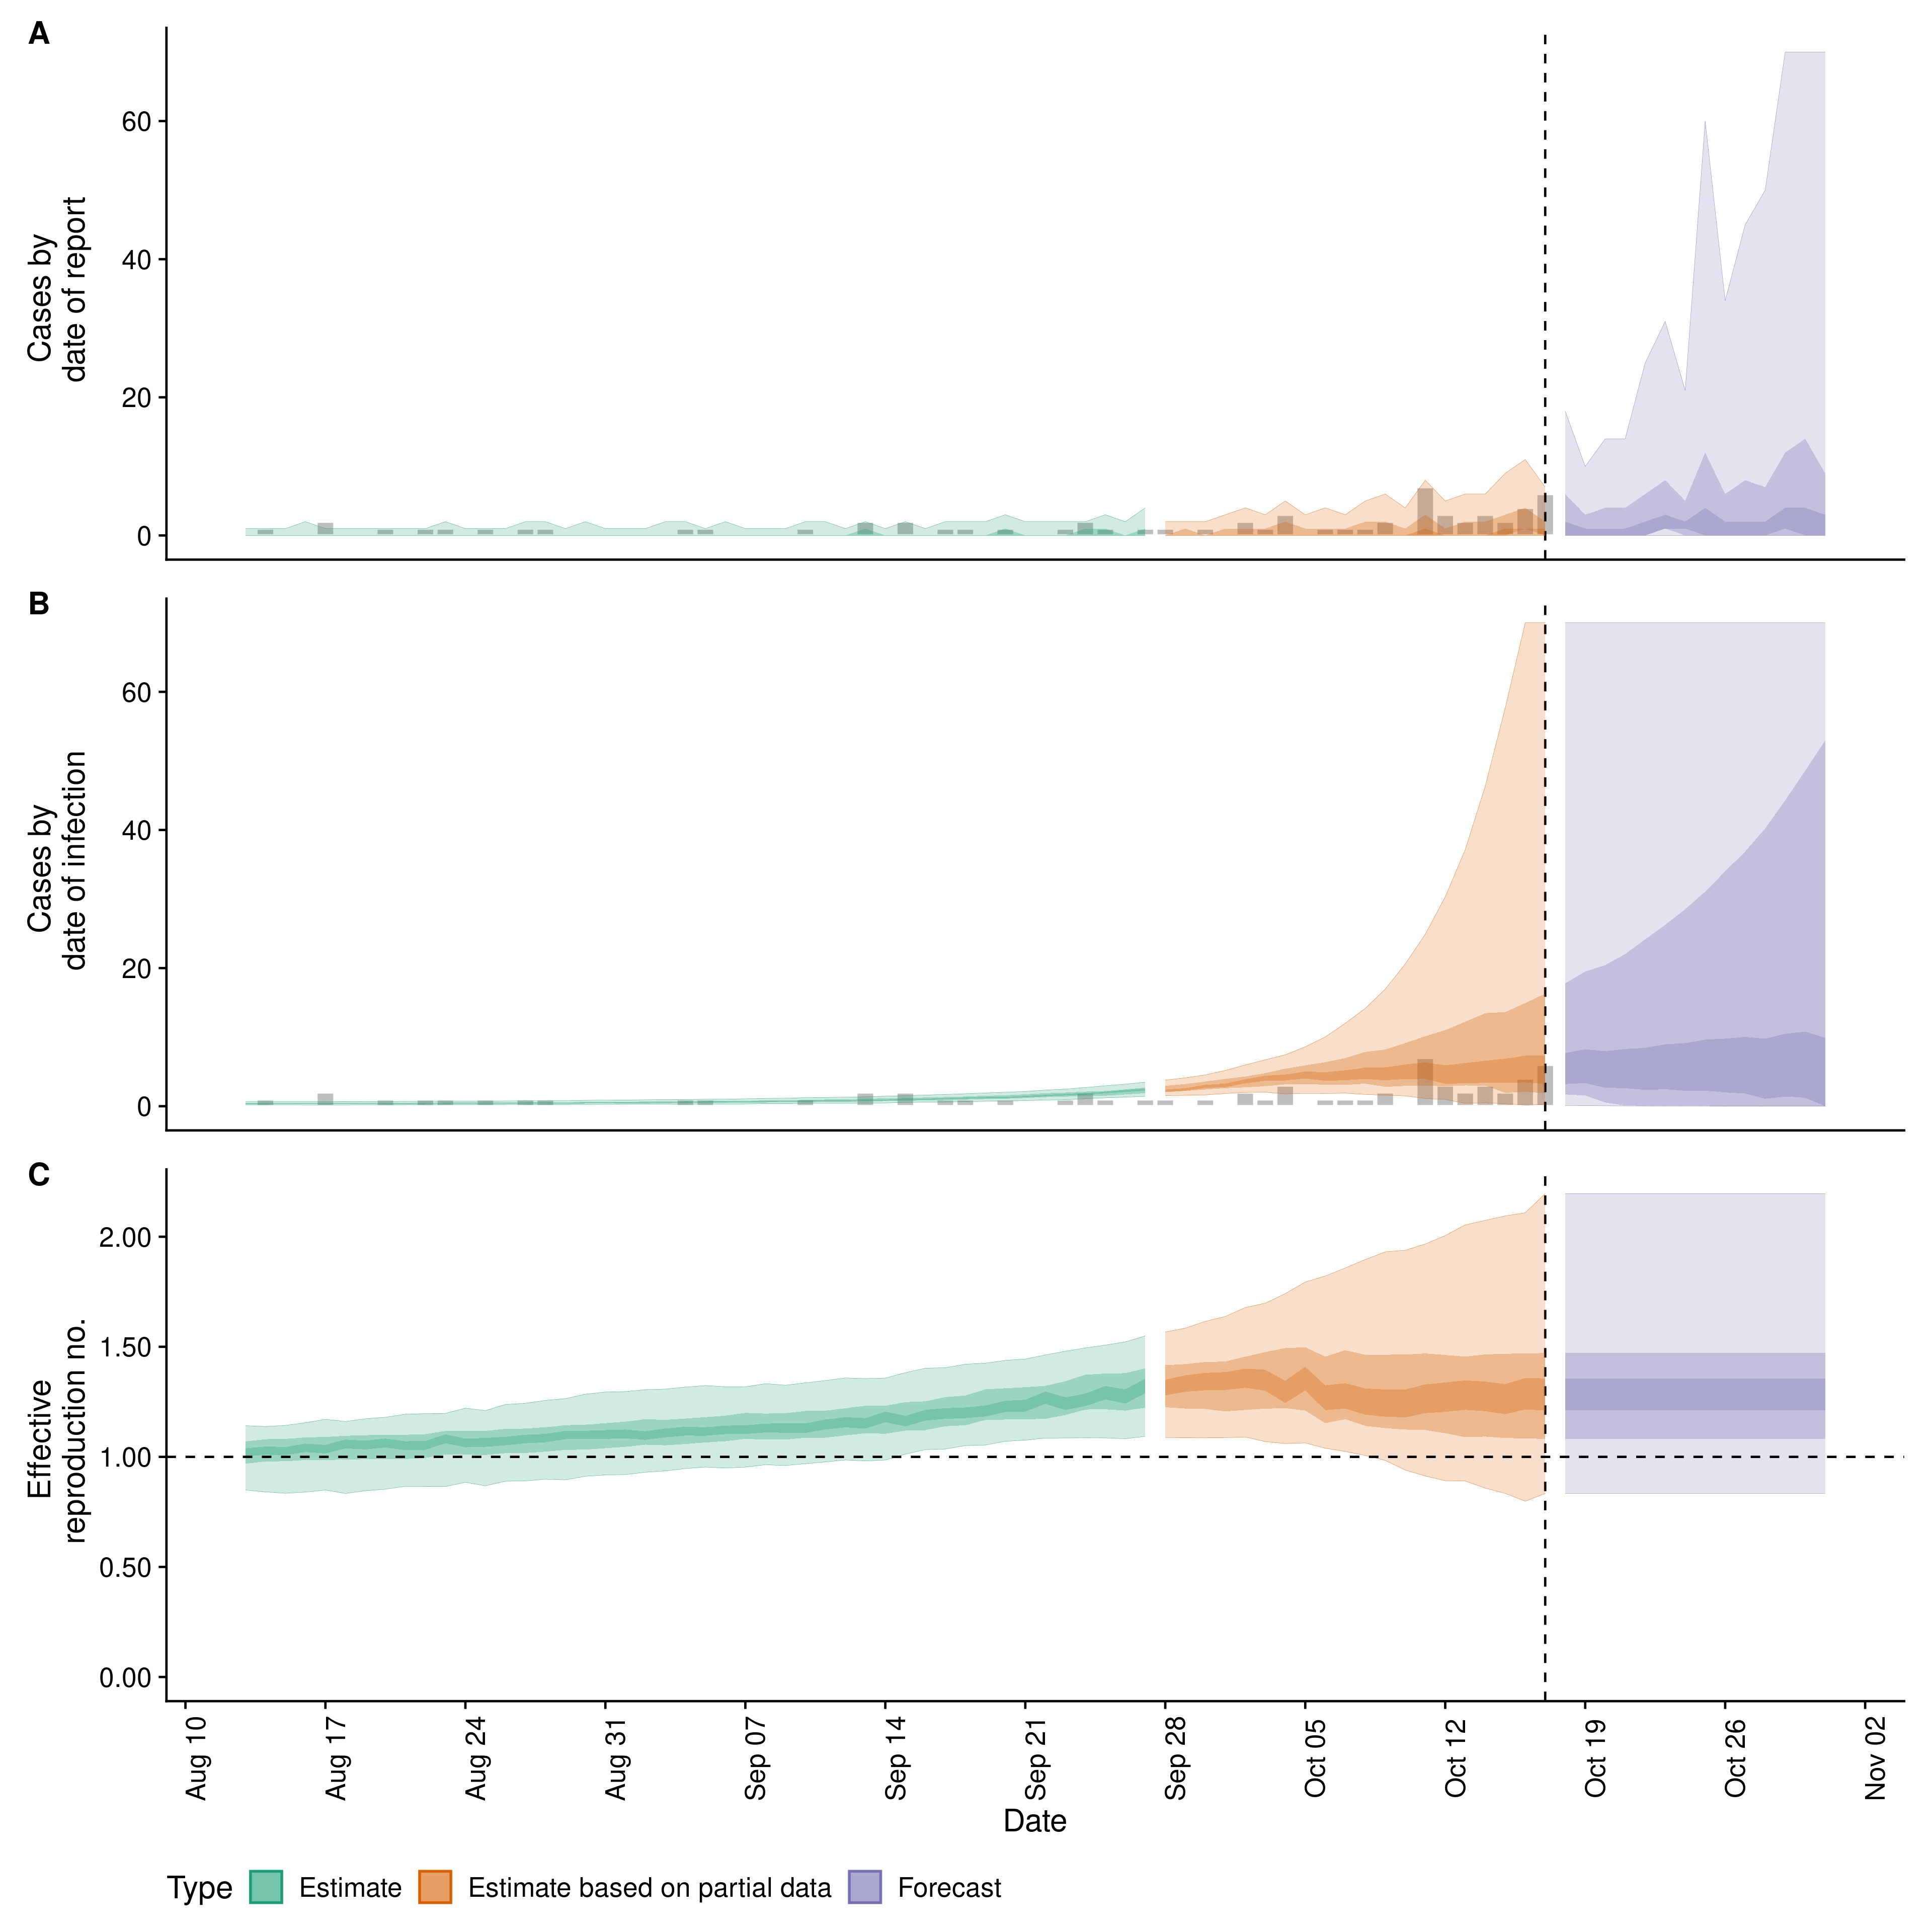 A
Cases by
date of report
60
40
20
0
B
Cases by
date of infection
60
40
20
0
C
Effective
reproduction no.
2.00
1.50
1.00
0.50
0.00
Aug 10
Aug 17
Aug 24
Aug 31
Sep 07
Sep 14
Sep 21
Sep 28
Oct 05
Oct 12
Oct 19
Oct 26
Nov 02
Date
Type Estimate Estimate based on partial data Forecast